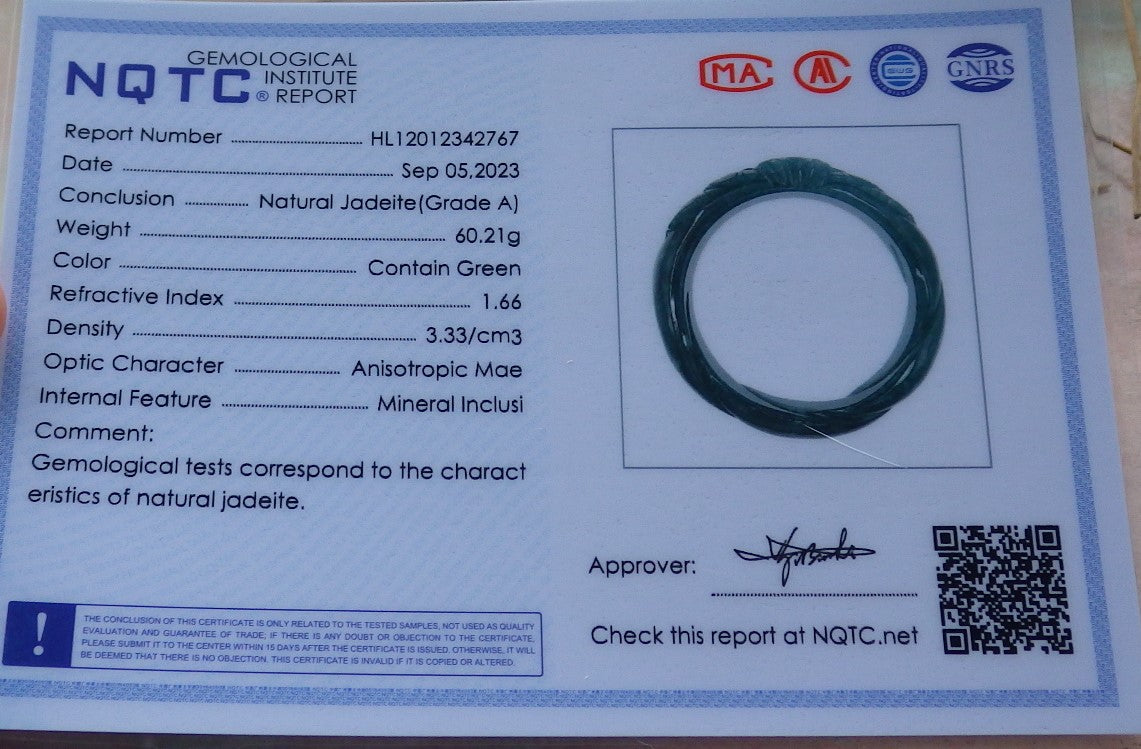 NQTC® GEMOLOGICAL INSTITUTE REPORT
MA
GNRS
Report Number HL12012342767
Date Sep 05,2023
Conclusion Natural Jadeite(Grade A)
Weight 60.21g
Color Contain Green
Refractive Index 1.66
Density 3.33/cm3
Optic Character Anisotropic Mae
Internal Feature Mineral Inclusi
Comment:
Gemological tests correspond to the charact
eristics of natural jadeite.
Approver:
Check this report at NQTC.net
!
THE CONCLUSION OF THIS CERTIFICATE IS ONLY RELATED TO THE TESTED SAMPLES, NOT USED AS QUALITY
EVALUATION AND GUARANTEE OF TRADE; IF THERE IS ANY DOUBT OR OBJECTION TO THE CERTIFICATE,
PLEASE SUBMIT IT TO THE CENTER WITHIN 15 DAYS AFTER THE CERTIFICATE IS ISSUED. OTHERWISE, IT WILL
BE DEEMED THAT THERE IS NO OBJECTION. THIS CERTIFICATE IS INVALID IF IT IS COPIED OR ALTERED.